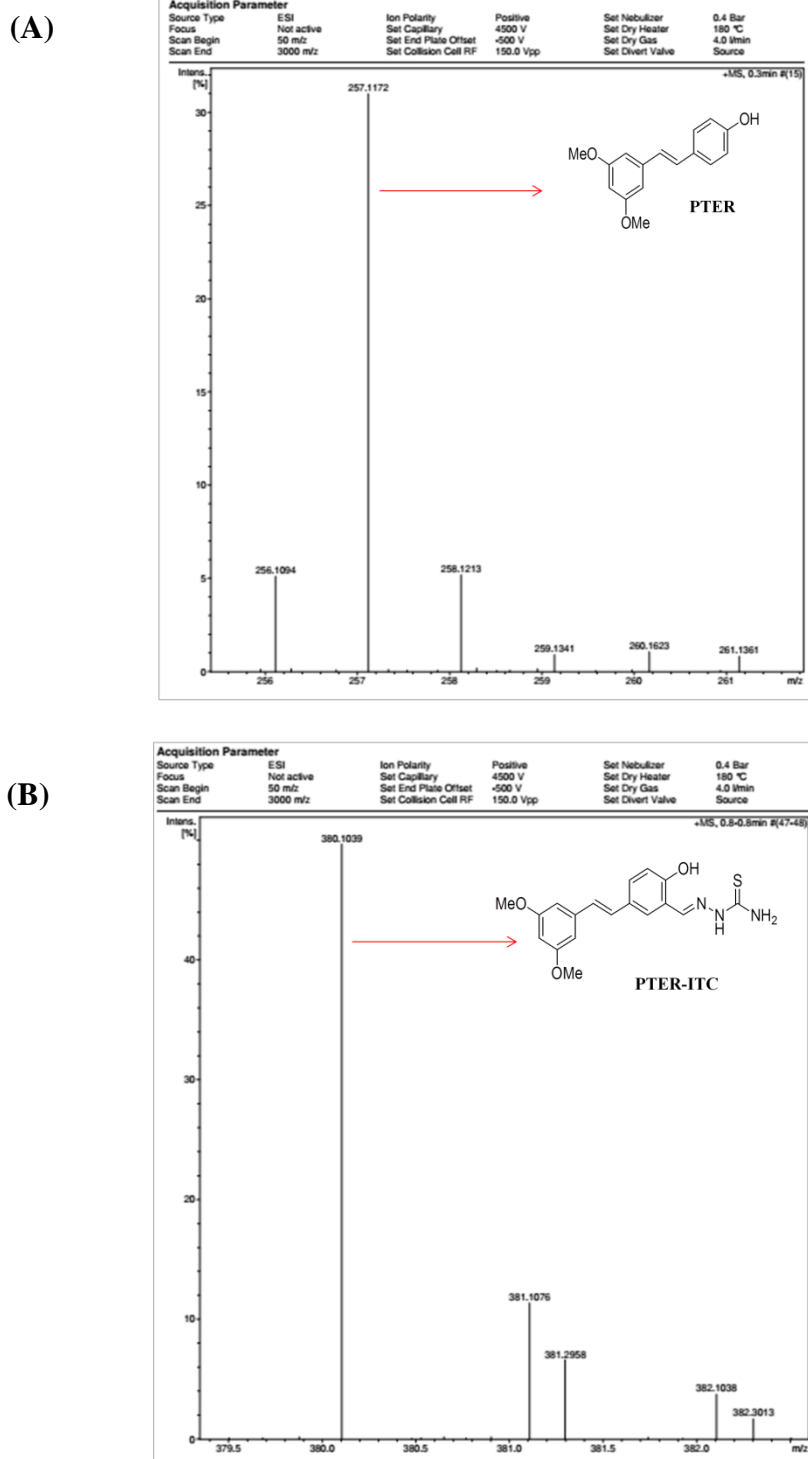 (A)
Acquisition Parameter
Source Type ESI Ion Polarity Positive Set Nebulizer 0.4 Bar
Focus Not active Set Capillary 4500 V Set Dry Heater 180 °C
Scan Begin 50 m/z Set End Plate Offset -500 V Set Dry Gas 4.0 l/min
Scan End 3000 m/z Set Collision Cell RF 150.0 Vpp Set Divert Valve Source
Intens. +MS, 0.3min #(15)
[%]
257.1172
30
OH
MeO
PTER
25
OMe
20
15
10
256.1094 258.1213
5
259.1341 260.1623 261.1361
0
256 257 258 259 260 261 m/z
(B)
Acquisition Parameter
Source Type ESI Ion Polarity Positive Set Nebulizer 0.4 Bar
Focus Not active Set Capillary 4500 V Set Dry Heater 180 °C
Scan Begin 50 m/z Set End Plate Offset -500 V Set Dry Gas 4.0 l/min
Scan End 3000 m/z Set Collision Cell RF 150.0 Vpp Set Divert Valve Source
Intens. +MS, 0.8-0.8min #(47-48)
[%]
380.1039
OH
S
MeO
N
NH2
N
H
40
OMe
PTER-ITC
30
20
381.1076
10
381.2958
382.1038
382.3013
0
379.5 380.0 380.5 381.0 381.5 382.0 m/z